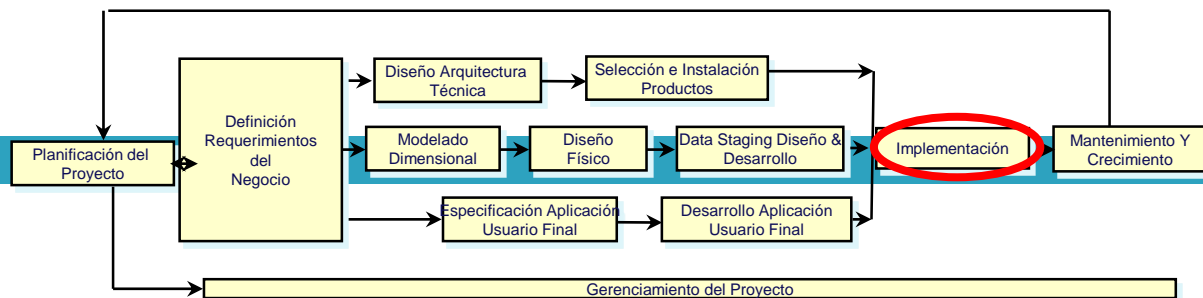 Diseño Arquitectura
Técnica
Selección e Instalación
Productos
Definición
Requerimientos
del
Negocio
Planificación del
Proyecto
Modelado
Dimensional
Diseño
Físico
Data Staging Diseño &
Desarrollo
Implementación
Mantenimiento Y
Crecimiento
Especificación Aplicación
Usuario Final
Desarrollo Aplicación
Usuario Final
Gerenciamiento del Proyecto